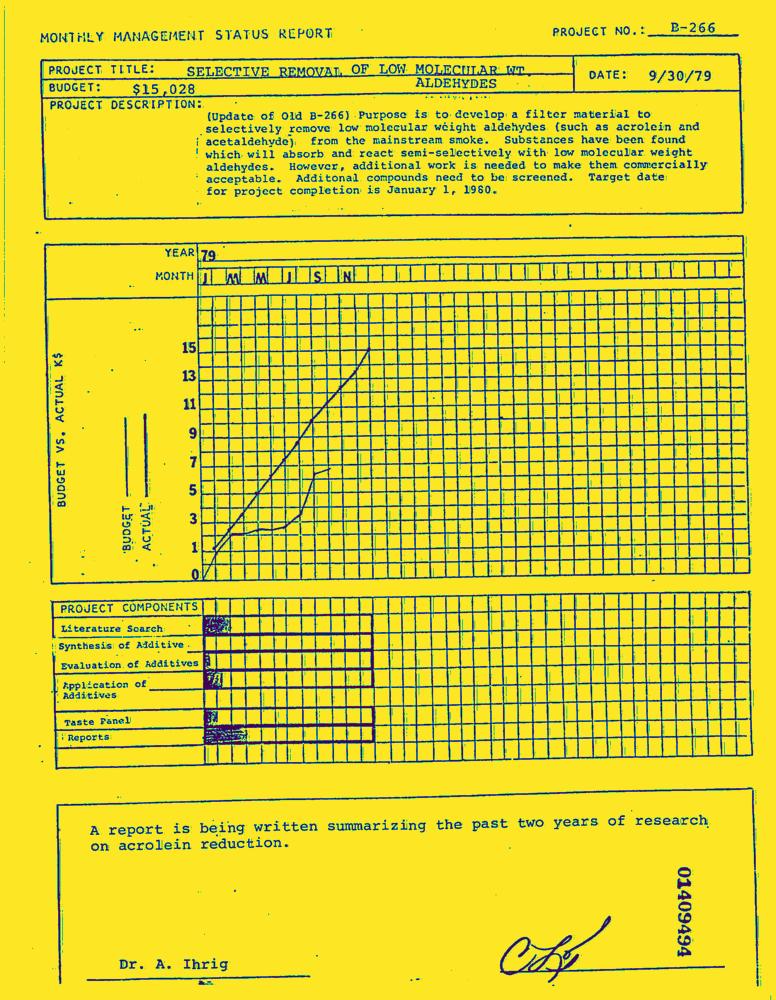 MONTHLY MANAGEMENT STATUS REPORT
PROJECT NO.: B-266
PROJECT TITLE: SELECTIVE REMOVAL OF LOW MOLECULAR WT. ALDEHYDES
DATE: 9/30/79
BUDGET: $15,028
PROJECT DESCRIPTION:
(Update of Old B-266) Purpose is to develop a filter material to
selectively remove low molecular weight aldehydes (such as acrolein and
acetaldehyde) from the mainstream smoke. Substances have been found
which will absorb and react semi-selectively with low molecular weight
aldehydes. However, additional work is needed to make them commercially
acceptable. Additonal compounds need to be screened. Target date
for project completion is January 1, 1980.
YEAR 79
MONTH J M M J S N
BUDGET VS. ACTUAL K$
BUDGET
ACTUAL
15
13
11
9
7
5
3
1
0
PROJECT COMPONENTS
Literature Search
Synthesis of Additive
Evaluation of Additives
Application of
Additives
Taste Panel
Reports
A report is being written summarizing the past two years of research
on acrolein reduction.
01409494
Dr. A. Ihrig